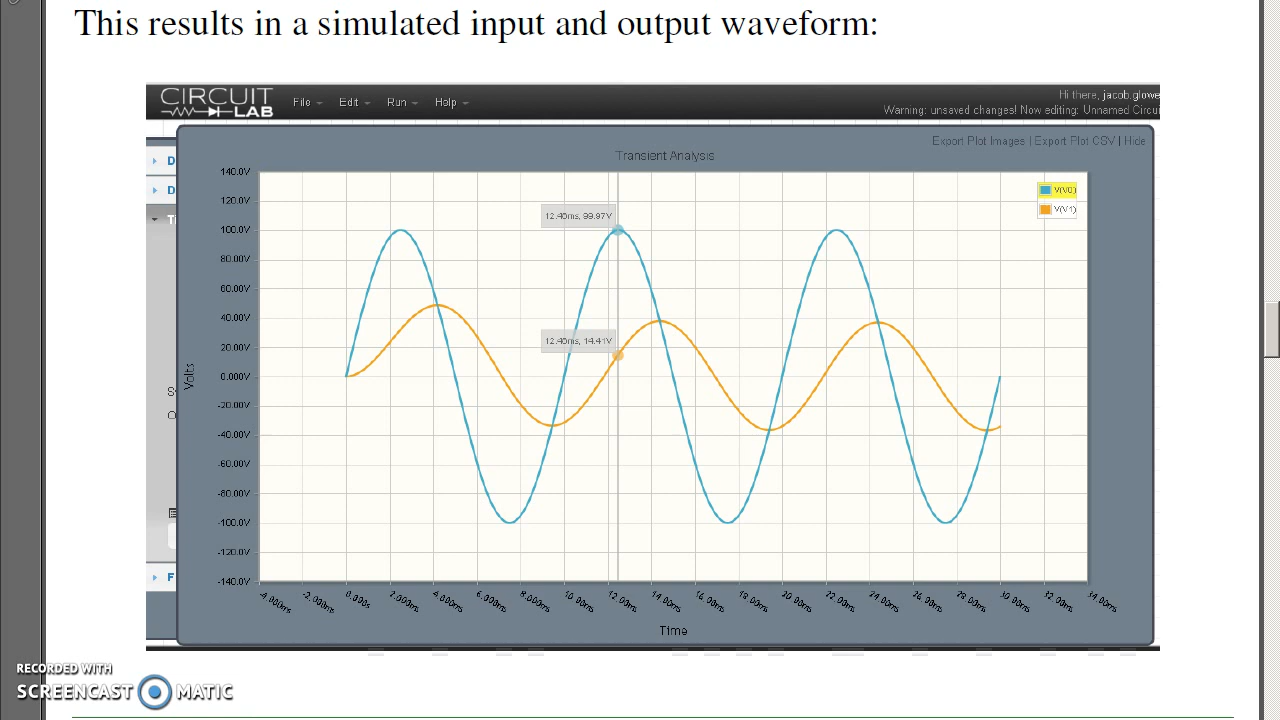 This results in a simulated input and output waveform:
CIRCUIT LAB
File Edit Run Help
Hi there, jacob.glowe
Warning: unsaved changes! Now editing: Unnamed Circui
Export Plot Images | Export Plot CSV | Hide
Transient Analysis
140.0V
120.0V
100.0V
80.00V
60.00V
40.00V
20.00V
0.000V
-20.00V
-40.00V
-60.00V
-80.00V
-100.0V
-120.0V
-140.0V
Volts
V(V0)
V(V1)
12.46ms, 99.97V
12.46ms, 14.41V
-4.000ms -2.000ms 0.000s 2.000ms 4.000ms 6.000ms 8.000ms 10.00ms 12.00ms 14.00ms 16.00ms 18.00ms 20.00ms 22.00ms 24.00ms 26.00ms 28.00ms 30.00ms 32.00ms 34.00ms
Time
D
D
T
S
O
F
RECORDED WITH
SCREENCAST MATIC